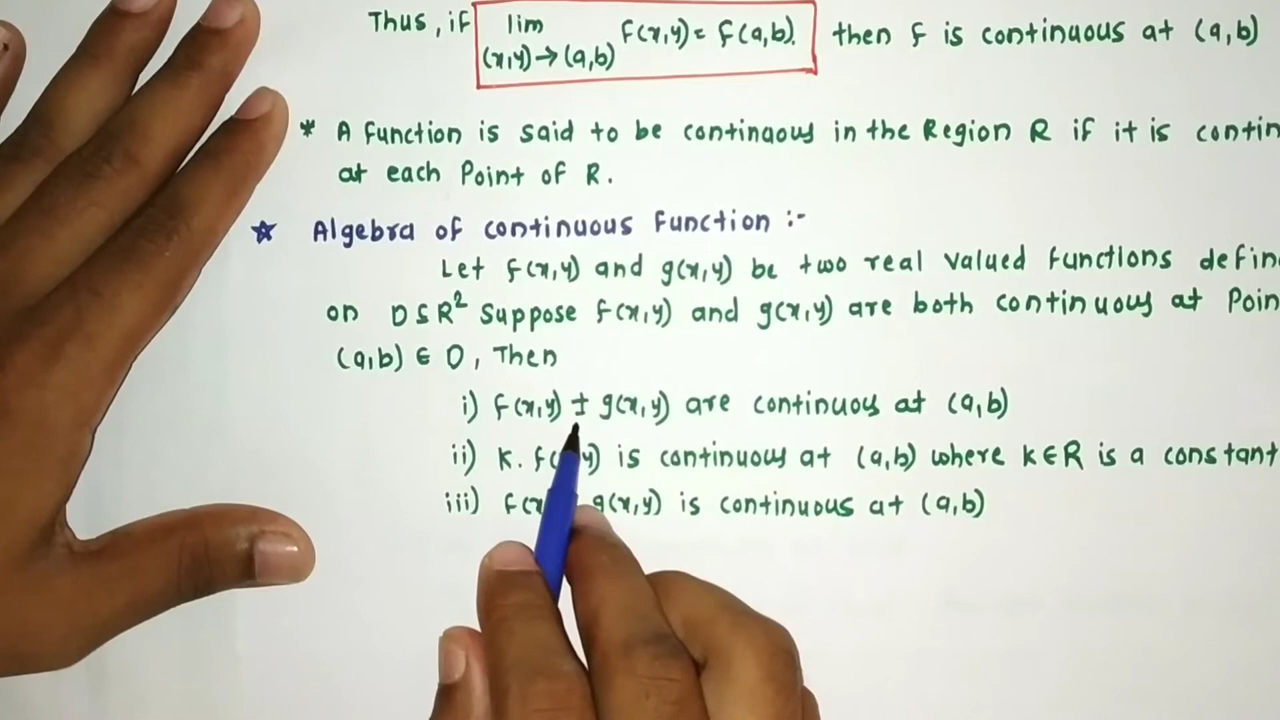 Thus, if lim f(x,y) = f(a,b). then f is continuous at (a,b)
(x,y)→(a,b)
* A function is said to be continuous in the Region R if it is contin
at each Point of R.
☆ Algebra of continuous Function :-
Let f(x,y) and g(x,y) be two real valued functions defin
on D⊆R² Suppose f(x,y) and g(x,y) are both continuous at Poin
(a,b) ∈ D, Then
i) f(x,y) ± g(x,y) are continuous at (a,b)
ii) K. f( y) is continuous at (a,b) where K∈R is a constant
iii) f(x g(x,y) is continuous at (a,b)